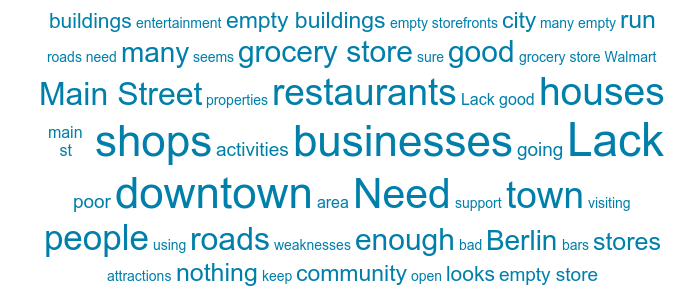 buildings entertainment empty buildings empty storefronts city many empty run
roads need many seems grocery store sure good grocery store Walmart
Main Street properties restaurants Lack good houses
main st shops activities businesses going Lack
poor downtown area Need support town visiting
people using roads weaknesses enough bad Berlin bars stores
attractions nothing keep community open looks empty store